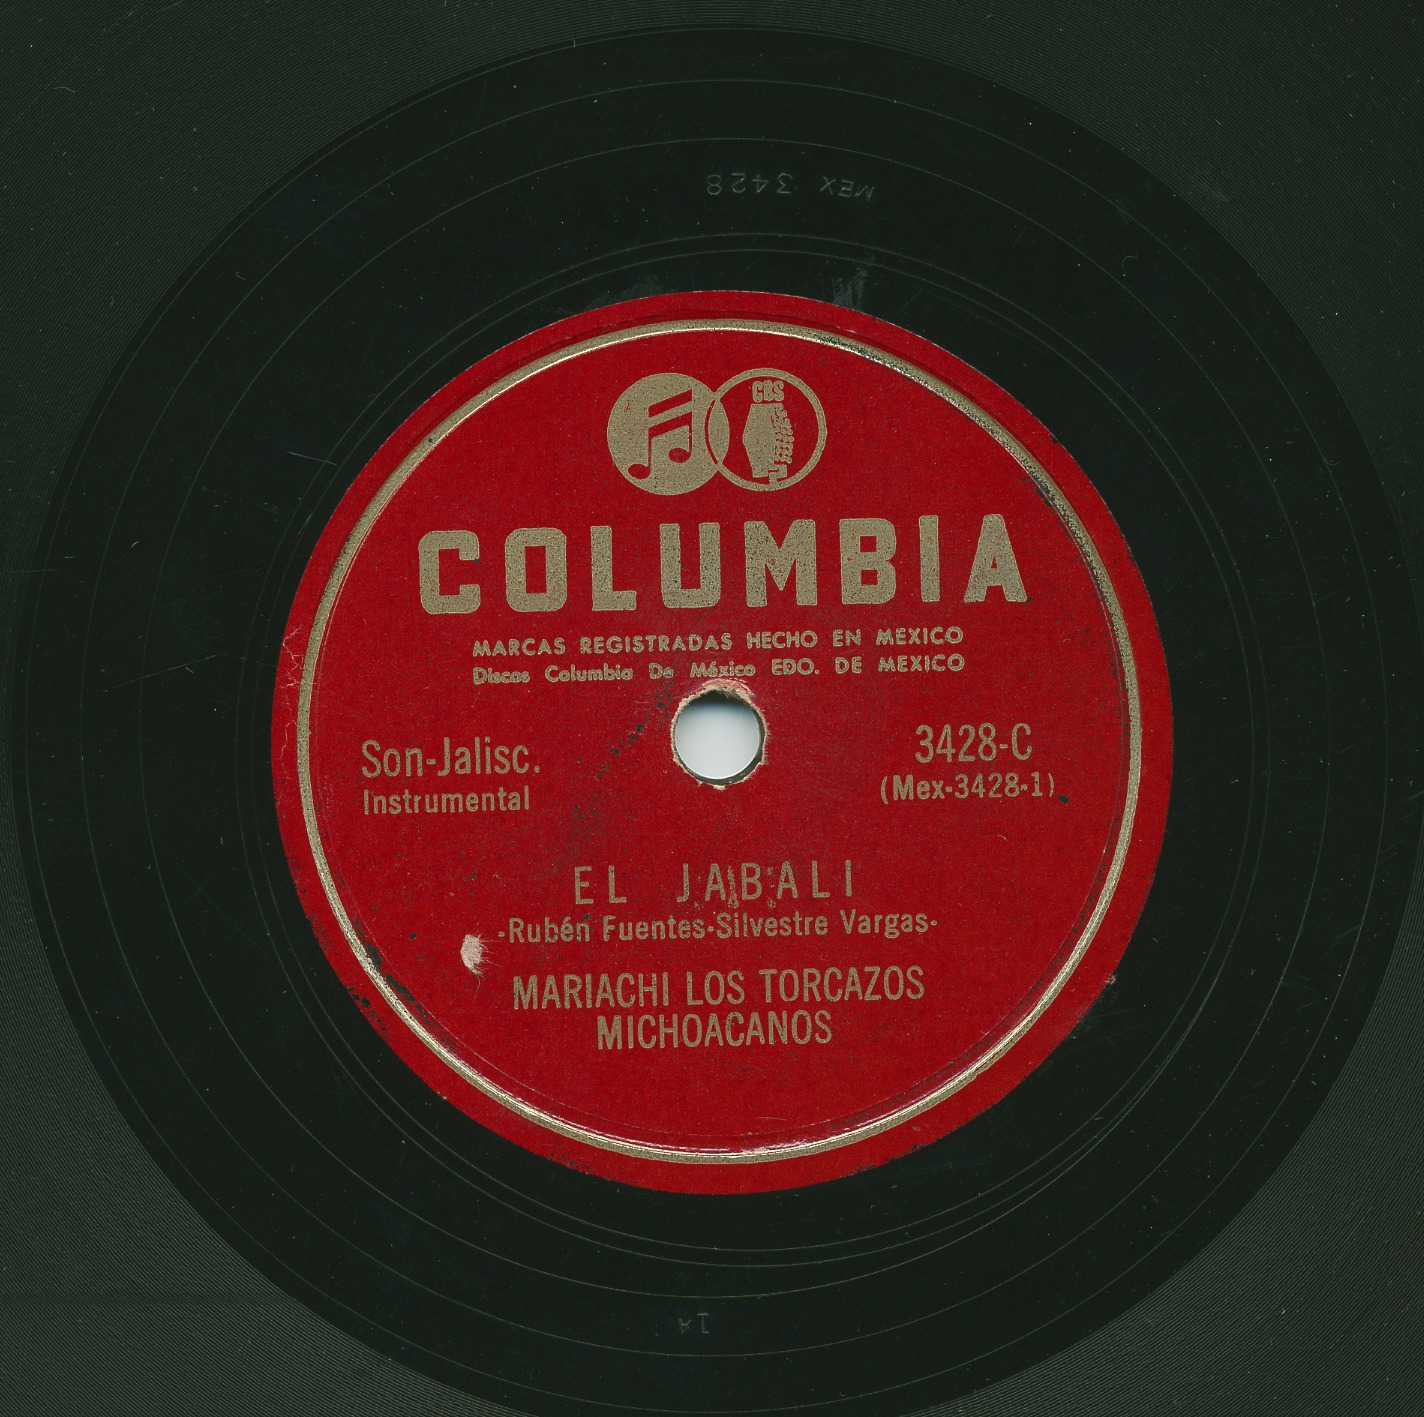 MEX 3428
CBS
COLUMBIA
MARCAS REGISTRADAS HECHO EN MEXICO
Discos Columbia De México EDO. DE MEXICO
Son-Jalisc.
Instrumental
3428-C
(Mex-3428-1)
EL JABALI
-Rubén Fuentes-Silvestre Vargas-
MARIACHI LOS TORCAZOS
MICHOACANOS
1A